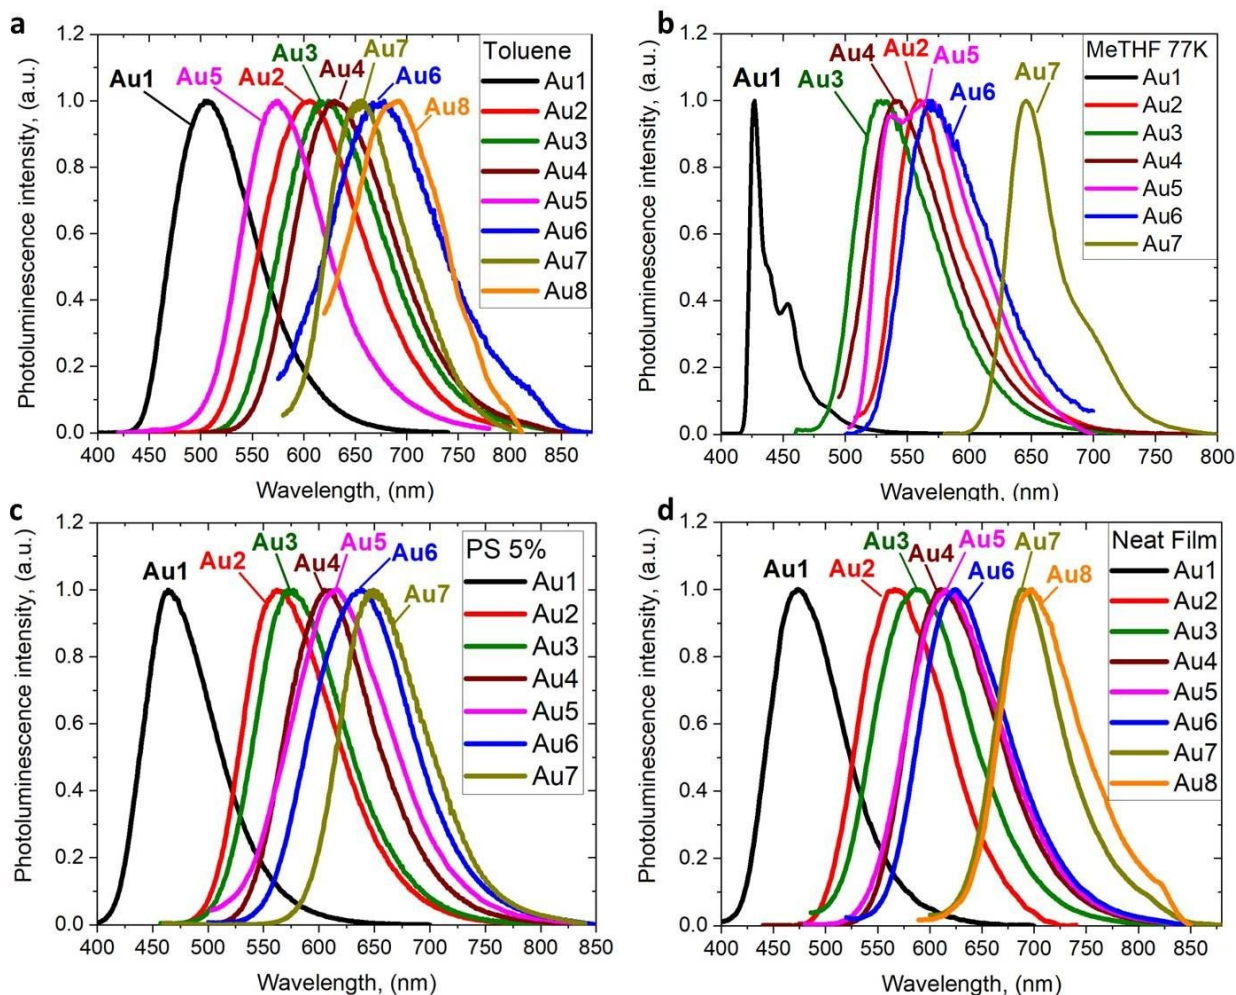 a
Photoluminescence intensity, (a.u.)
1.2
1.0
0.8
0.6
0.4
0.2
0.0
Au1
Au5
Au2
Au3
Au4
Au7
Au6
Au8
Toluene
Au1
Au2
Au3
Au4
Au5
Au6
Au7
Au8
400 450 500 550 600 650 700 750 800 850
Wavelength, (nm)
b
Photoluminescence intensity (a.u.)
1.2
1.0
0.8
0.6
0.4
0.2
0.0
Au1
Au3
Au4
Au2
Au5
Au6
Au7
MeTHF 77K
Au1
Au2
Au3
Au4
Au5
Au6
Au7
400 450 500 550 600 650 700 750 800
Wavelength, (nm)
c
Photoluminescence intensity, (a.u.)
1.2
1.0
0.8
0.6
0.4
0.2
0.0
Au1
Au2
Au3
Au4
Au5
Au6
Au7
PS 5%
Au1
Au2
Au3
Au4
Au5
Au6
Au7
400 450 500 550 600 650 700 750 800 850
Wavelength, (nm)
d
Photoluminescence intensity, (a.u.)
1.2
1.0
0.8
0.6
0.4
0.2
0.0
Au1
Au2
Au3
Au4
Au5
Au6
Au7
Au8
Neat Film
Au1
Au2
Au3
Au4
Au5
Au6
Au7
Au8
400 450 500 550 600 650 700 750 800 850
Wavelength, (nm)